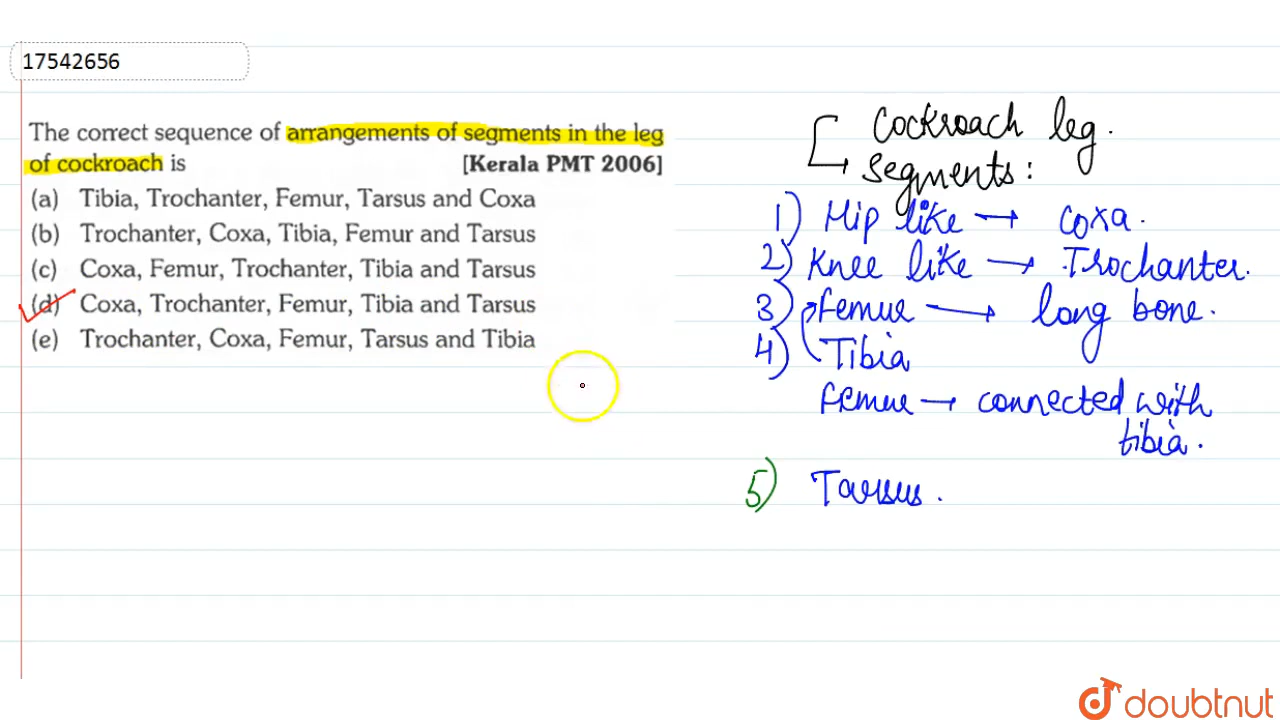 17542656
The correct sequence of arrangements of segments in the leg
of cockroach is [Kerala PMT 2006]
(a) Tibia, Trochanter, Femur, Tarsus and Coxa
(b) Trochanter, Coxa, Tibia, Femur and Tarsus
(c) Coxa, Femur, Trochanter, Tibia and Tarsus
(d) Coxa, Trochanter, Femur, Tibia and Tarsus
(e) Trochanter, Coxa, Femur, Tarsus and Tibia
Cockroach leg.
Segments:
1) Hip like → Coxa.
2) Knee like → Trochanter.
3) Femur → long bone.
4) Tibia
Femur → connected with
tibia.
5) Tarsus.
doubtnut